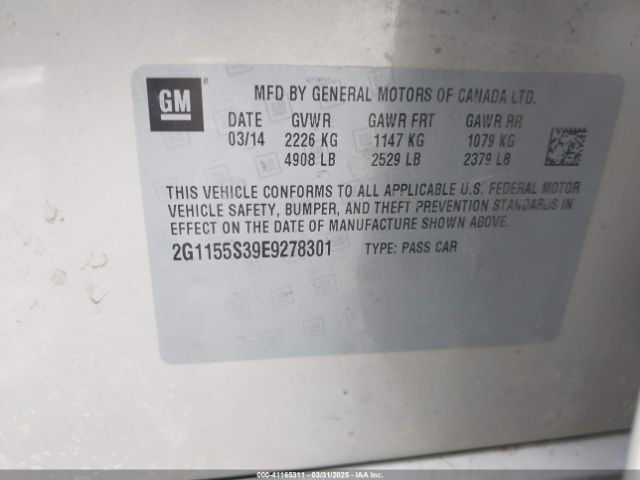 GM
MFD BY GENERAL MOTORS OF CANADA LTD.
DATE GVWR GAWR FRT GAWR RR
03/14 2226 KG 1147 KG 1079 KG
4908 LB 2529 LB 2379 LB
THIS VEHICLE CONFORMS TO ALL APPLICABLE U.S. FEDERAL MOTOR
VEHICLE SAFETY, BUMPER, AND THEFT PREVENTION STANDARDS IN
EFFECT ON THE DATE OF MANUFACTURE SHOWN ABOVE.
2G1155S39E9278301 TYPE: PASS CAR
00-41165311 - 03/31/2025 - IAAI.COM